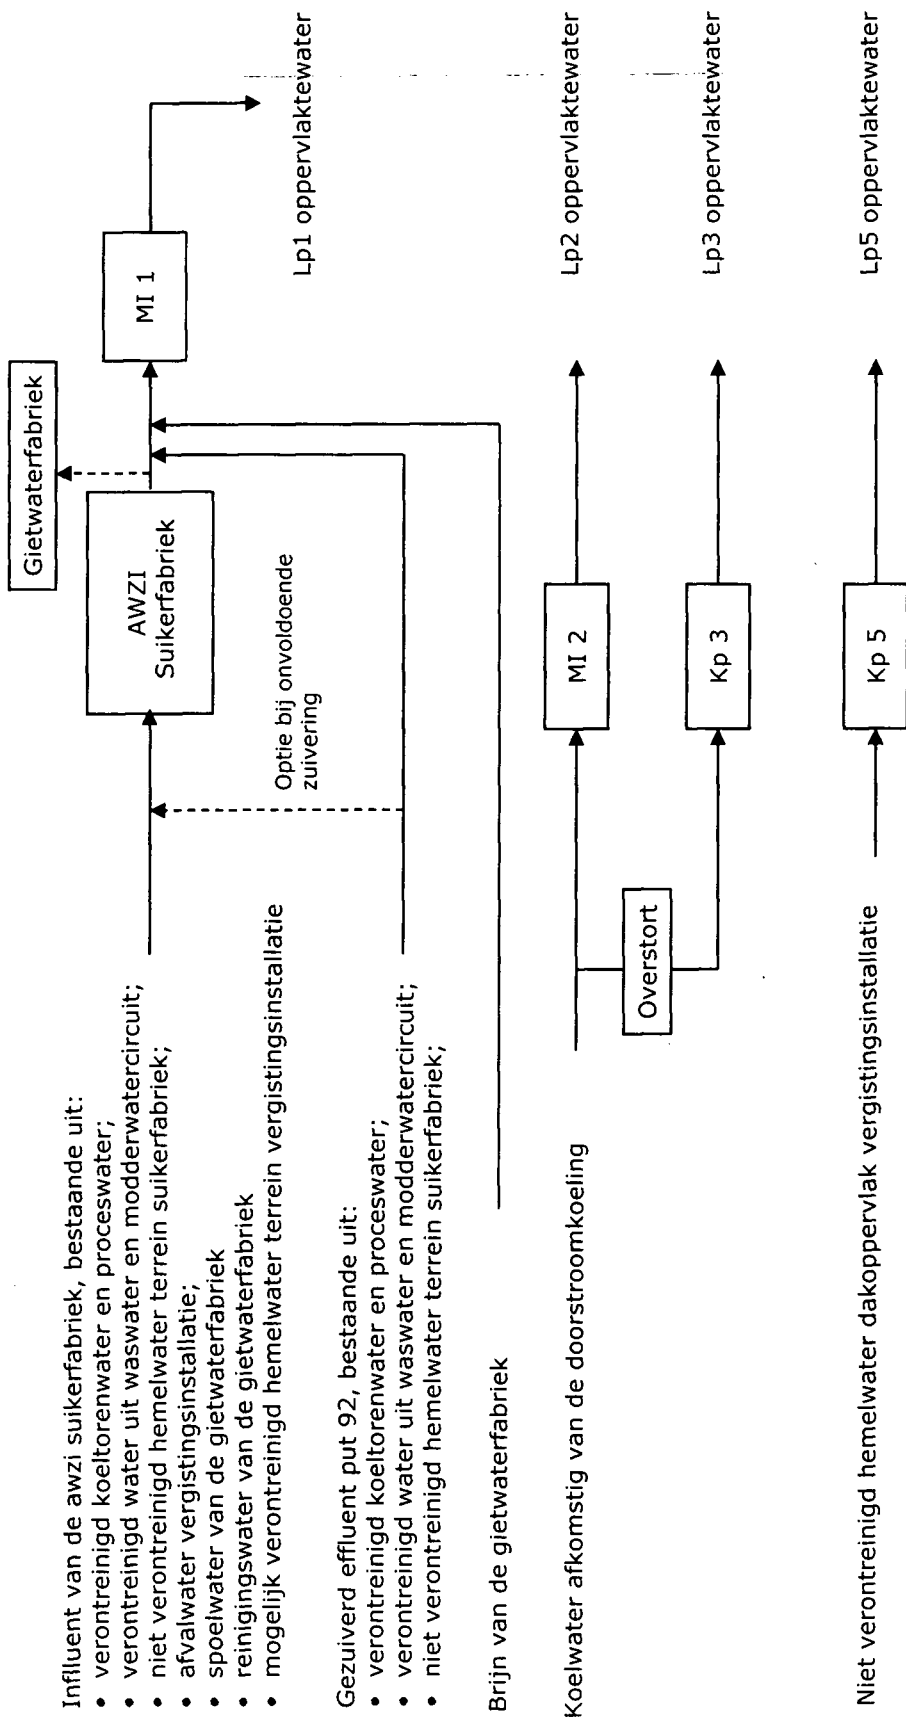 Influent van de awzi suikerfabriek, bestaande uit:
• verontreinigd koeltorenwater en proceswater;
• verontreinigd water uit waswater en modderwatercircuit;
• niet verontreinigd hemelwater terrein suikerfabriek;
• afvalwater vergistingsinstallatie;
• spoelwater van de gietwaterfabriek
• reinigingswater van de gietwaterfabriek
• mogelijk verontreinigd hemelwater terrein vergistingsinstallatie
Gietwaterfabriek
AWZI
Suikerfabriek
MI 1
Lp1 oppervlaktewater
Optie bij onvoldoende
zuivering
Gezuiverd effluent put 92, bestaande uit:
• verontreinigd koeltorenwater en proceswater;
• verontreinigd water uit waswater en modderwatercircuit;
• niet verontreinigd hemelwater terrein suikerfabriek;
Brijn van de gietwaterfabriek
Koelwater afkomstig van de doorstroomkoeling
Overstort
MI 2
Lp2 oppervlaktewater
Kp 3
Lp3 oppervlaktewater
Niet verontreinigd hemelwater dakoppervlak vergistingsinstallatie
Kp 5
Lp5 oppervlaktewater